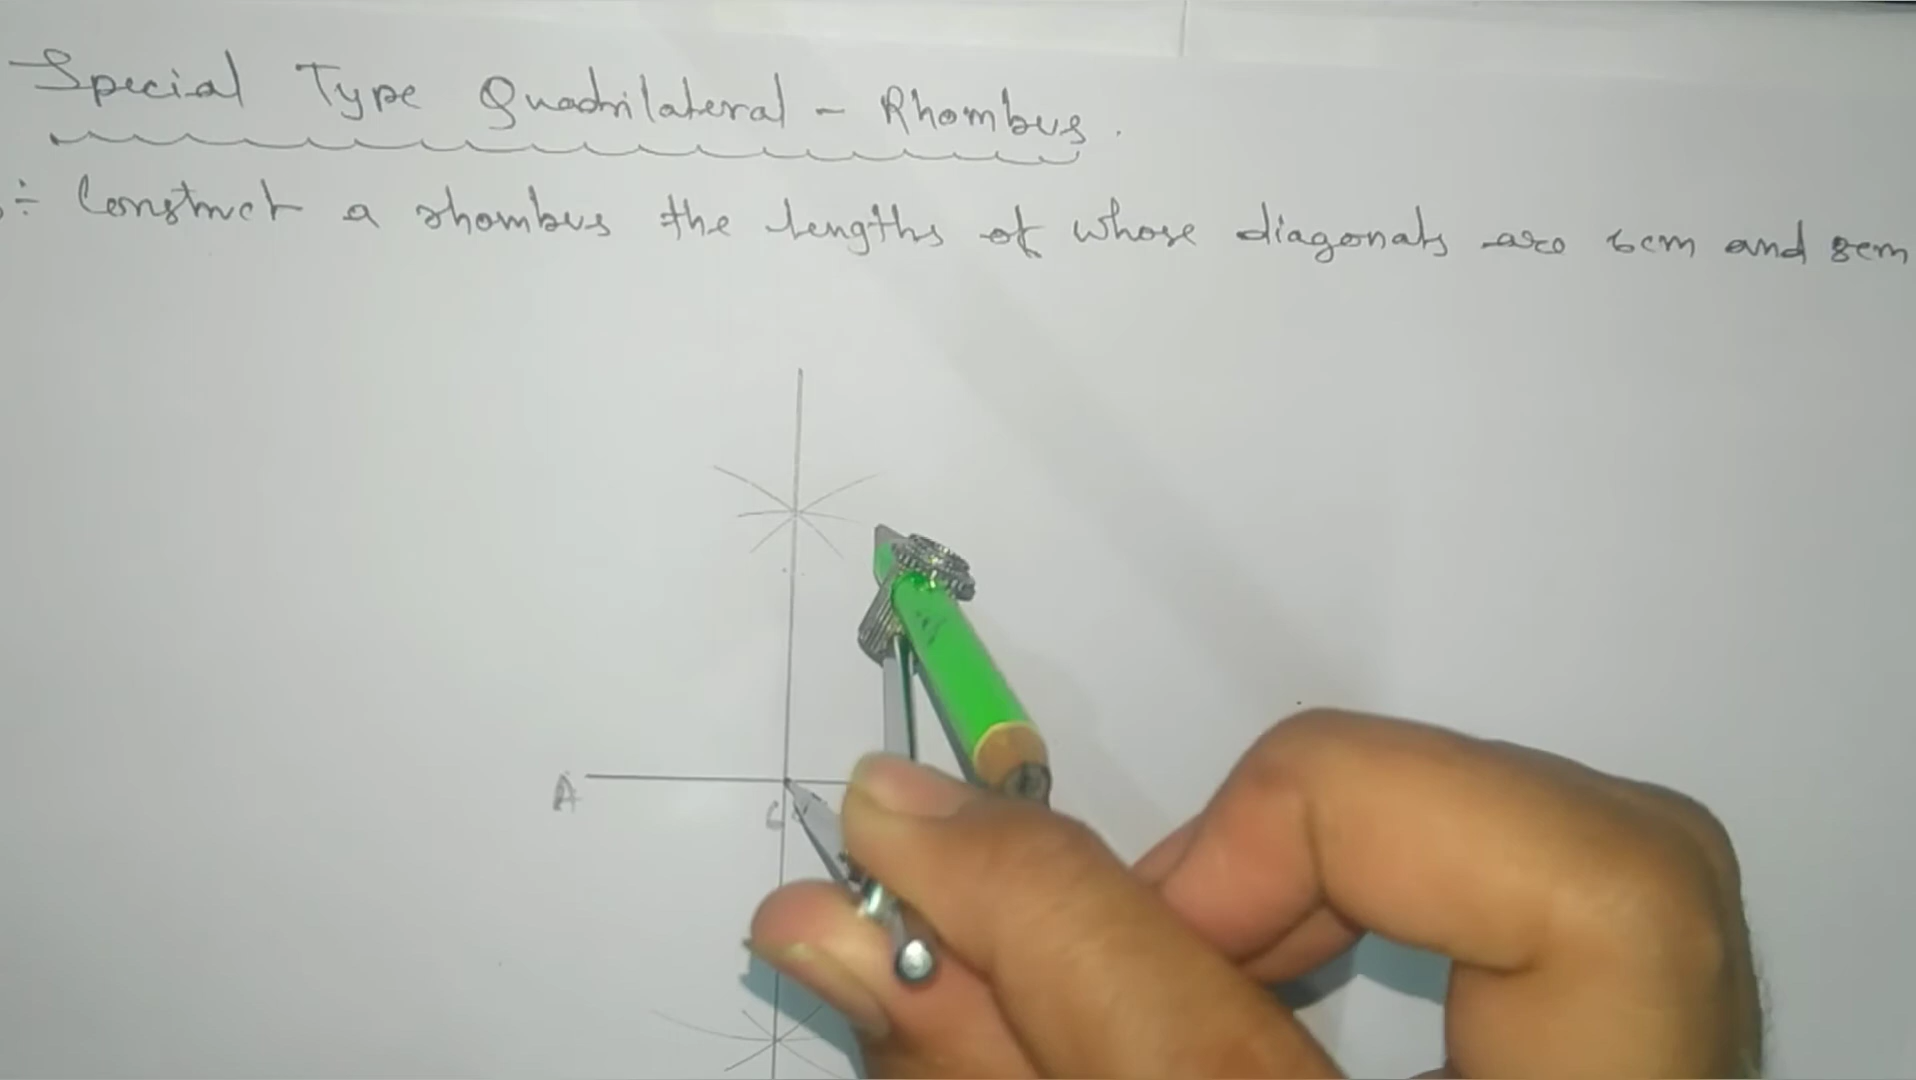 Special Type Quadrilateral - Rhombus.
÷ Construct a rhombus the lengths of whose diagonals are 6cm and 8cm
A